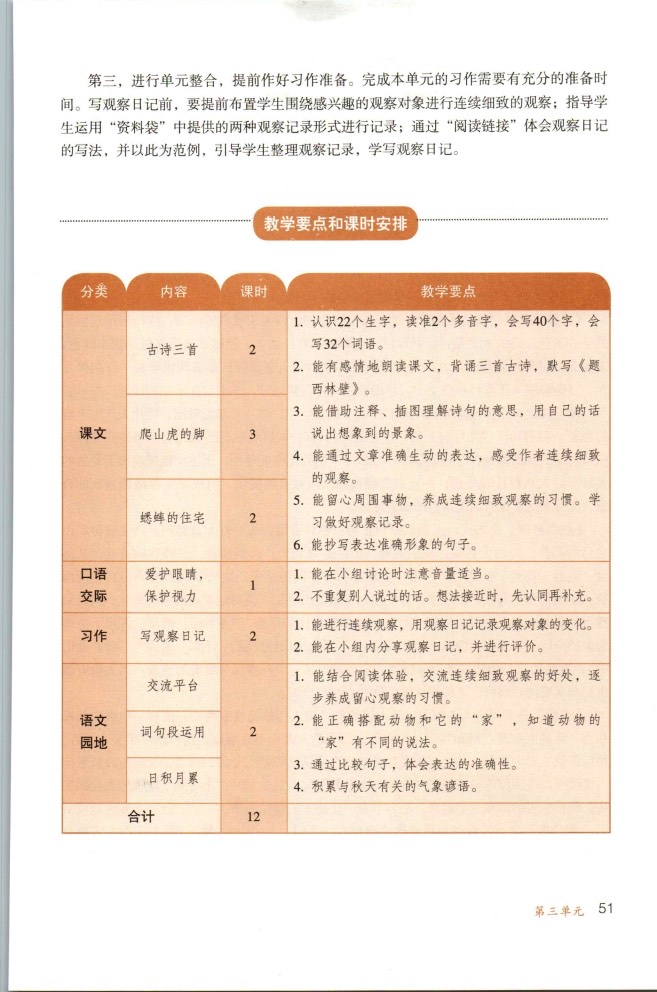 第三，进行单元整合，提前作好习作准备。完成本单元的习作需要有充分的准备时
间。写观察日记前，要提前布置学生围绕感兴趣的观察对象进行连续细致的观察；指导学
生运用“资料袋”中提供的两种观察记录形式进行记录；通过“阅读链接”体会观察日记
的写法，并以此为范例，引导学生整理观察记录，学写观察日记。
教学要点和课时安排
分类 内容 课时 教学要点
课文
古诗三首 2
爬山虎的脚 3
蟋蟀的住宅 2
1. 认识22个生字，读准2个多音字，会写40个字，会
写32个词语。
2. 能有感情地朗读课文，背诵三首古诗，默写《题
西林壁》。
3. 能借助注释、插图理解诗句的意思，用自己的话
说出想象到的景象。
4. 能通过文章准确生动的表达，感受作者连续细致
的观察。
5. 能留心周围事物，养成连续细致观察的习惯。学
习做好观察记录。
6. 能抄写表达准确形象的句子。
口语
交际
爱护眼睛，
保护视力
1
1. 能在小组讨论时注意音量适当。
2. 不重复别人说过的话。想法接近时，先认同再补充。
习作 写观察日记 2
1. 能进行连续观察，用观察日记记录观察对象的变化。
2. 能在小组内分享观察日记，并进行评价。
语文
园地
交流平台
词句段运用
日积月累
2
1. 能结合阅读体验，交流连续细致观察的好处，逐
步养成留心观察的习惯。
2. 能正确搭配动物和它的“家”，知道动物的
“家”有不同的说法。
3. 通过比较句子，体会表达的准确性。
4. 积累与秋天有关的气象谚语。
合计 12
第三单元 51